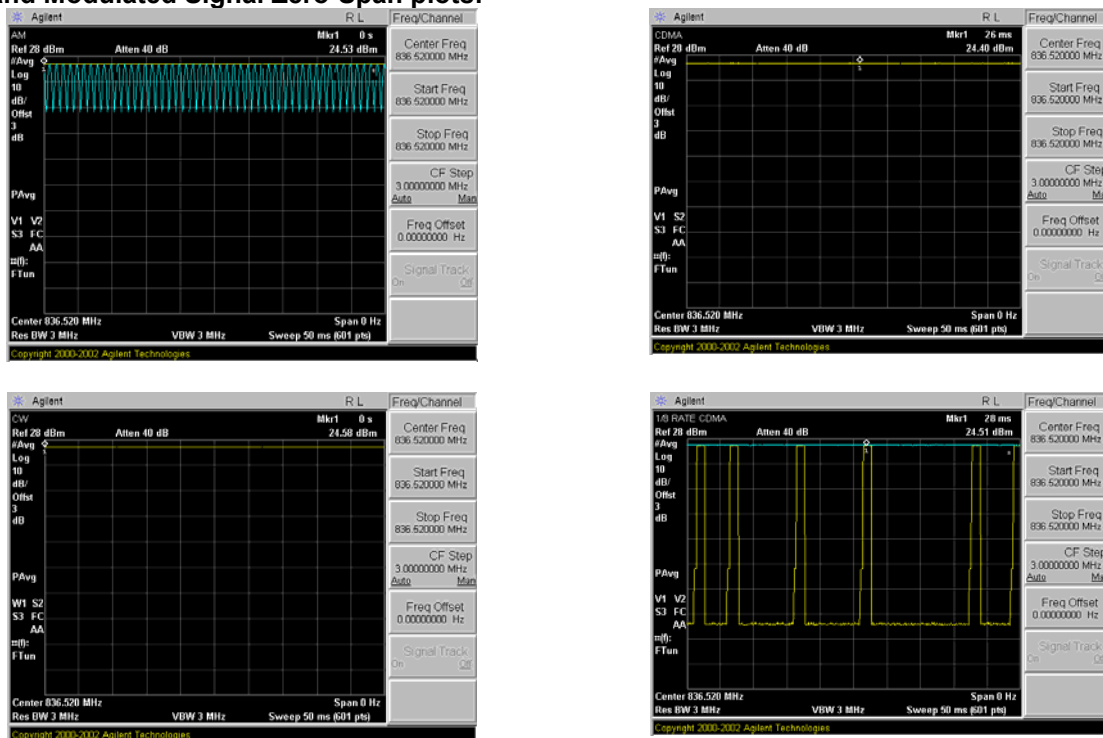 and Modulated Signal Zero-Span plots.
Agilent R L Freq/Channel
AM Mkr1 0 s
Ref 28 dBm Atten 40 dB 24.53 dBm
#Avg
Log
10
dB/
Offst
3
dB
PAvg
V1 V2
S3 FC
AA
FTun
1
Center 836.520 MHz Span 0 Hz
Res BW 3 MHz VBW 3 MHz Sweep 50 ms (601 pts)
Copyright 2000-2002 Agilent Technologies
Center Freq
836.520000 MHz
Start Freq
836.520000 MHz
Stop Freq
836.520000 MHz
CF Step
3.00000000 MHz
Auto Man
Freq Offset
0.00000000 Hz
Signal Track
On Off
Agilent R L Freq/Channel
CDMA Mkr1 26 ms
Ref 28 dBm Atten 40 dB 24.40 dBm
#Avg
Log
10
dB/
Offst
3
dB
PAvg
V1 S2
S3 FC
AA
FTun
1
Center 836.520 MHz Span 0 Hz
Res BW 3 MHz VBW 3 MHz Sweep 50 ms (601 pts)
Copyright 2000-2002 Agilent Technologies
Center Freq
836.520000 MHz
Start Freq
836.520000 MHz
Stop Freq
836.520000 MHz
CF Step
3.00000000 MHz
Auto
Freq Offset
0.00000000 Hz
Signal Track
On
Agilent R L Freq/Channel
CW Mkr1 0 s
Ref 28 dBm Atten 40 dB 24.58 dBm
#Avg
Log
10
dB/
Offst
3
dB
PAvg
W1 S2
S3 FC
AA
FTun
1
Center 836.520 MHz Span 0 Hz
Res BW 3 MHz VBW 3 MHz Sweep 50 ms (601 pts)
Copyright 2000-2002 Agilent Technologies
Center Freq
836.520000 MHz
Start Freq
836.520000 MHz
Stop Freq
836.520000 MHz
CF Step
3.00000000 MHz
Auto Man
Freq Offset
0.00000000 Hz
Signal Track
On Off
Agilent R L Freq/Channel
1/8 RATE CDMA Mkr1 28 ms
Ref 28 dBm Atten 40 dB 24.51 dBm
#Avg
Log
10
dB/
Offst
3
dB
PAvg
V1 V2
S3 FC
AA
FTun
1
Center 836.520 MHz Span 0 Hz
Res BW 3 MHz VBW 3 MHz Sweep 50 ms (601 pts)
Copyright 2000-2002 Agilent Technologies
Center Freq
836.520000 MHz
Start Freq
836.520000 MHz
Stop Freq
836.520000 MHz
CF Step
3.00000000 MHz
Auto
Freq Offset
0.00000000 Hz
Signal Track
On